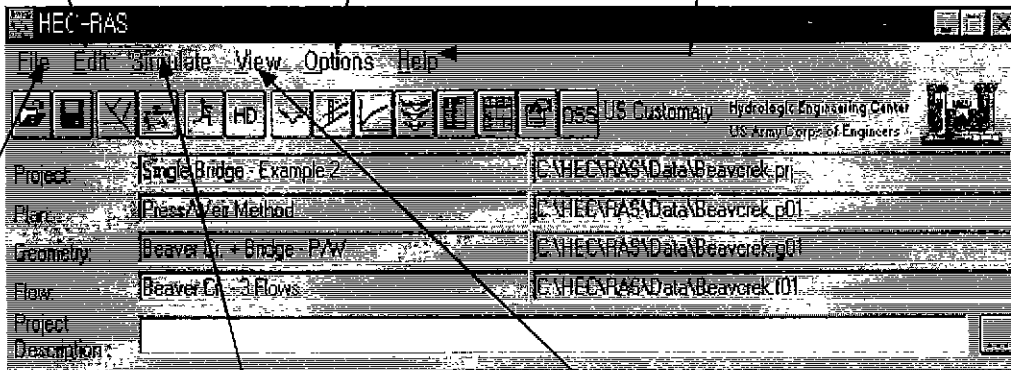 HEC-RAS
File Edit Simulate View Options Help
HD DSS US Customary Hydrologic Engineering Center
US Army Corps of Engineers
Project: Single Bridge - Example 2 C:\HEC\RAS\Data\Beavcrek.prj
Plan: Press/Weir Method C:\HEC\RAS\Data\Beavcrek.p01
Geometry: Beaver Cr. + Bridge - P/W C:\HEC\RAS\Data\Beavcrek.g01
Flow: Beaver Cr. - 3 Flows C:\HEC\RAS\Data\Beavcrek.f01
Project
Description:
...